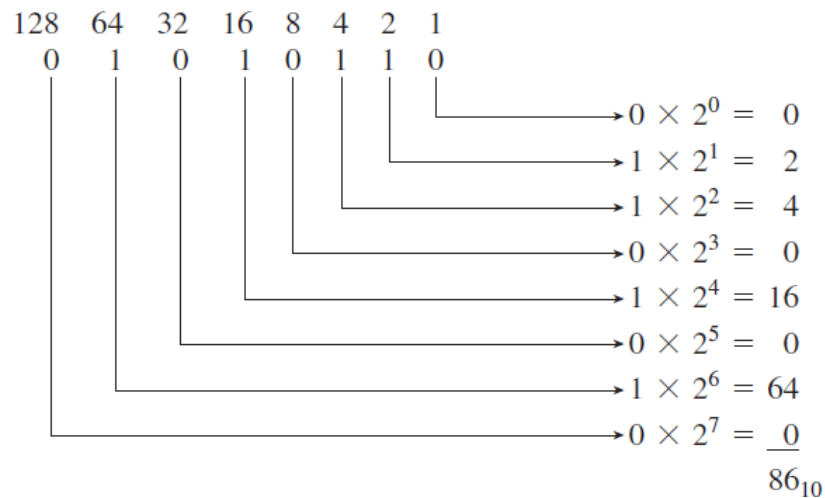 128 64 32 16 8 4 2 1
0 1 0 1 0 1 1 0
0 × 2⁰ = 0
1 × 2¹ = 2
1 × 2² = 4
0 × 2³ = 0
1 × 2⁴ = 16
0 × 2⁵ = 0
1 × 2⁶ = 64
0 × 2⁷ = 0
86₁₀